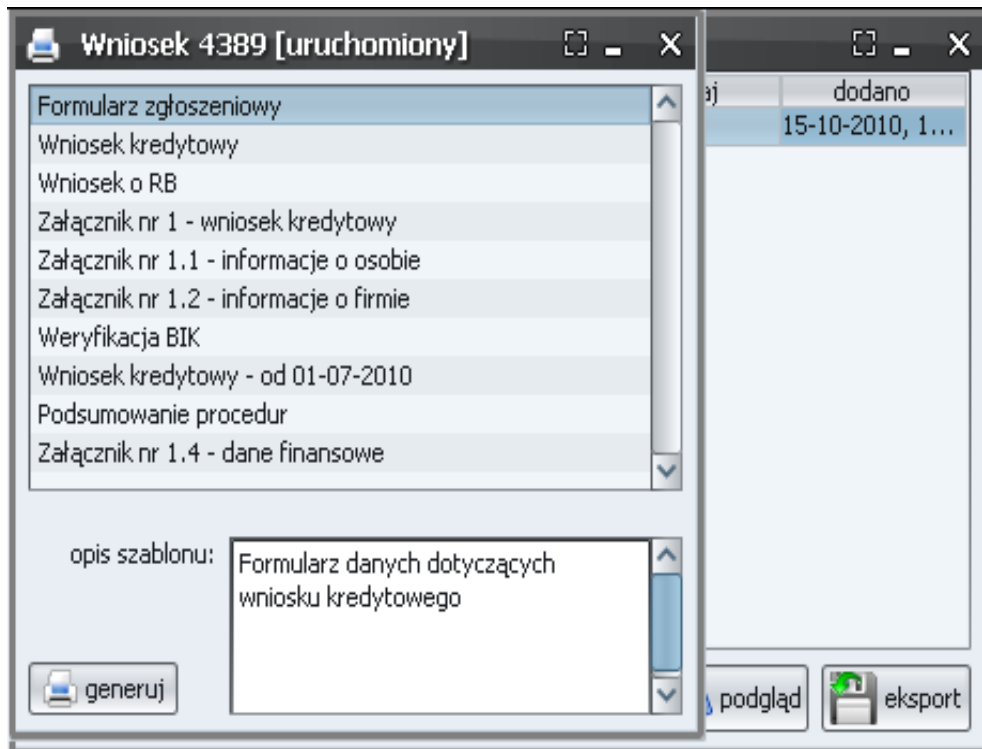 Wniosek 4389 [uruchomiony]
Formularz zgłoszeniowy
Wniosek kredytowy
Wniosek o RB
Załącznik nr 1 - wniosek kredytowy
Załącznik nr 1.1 - informacje o osobie
Załącznik nr 1.2 - informacje o firmie
Weryfikacja BIK
Wniosek kredytowy - od 01-07-2010
Podsumowanie procedur
Załącznik nr 1.4 - dane finansowe
opis szablonu:
Formularz danych dotyczących
wniosku kredytowego
generuj
dodano
15-10-2010, 1...
podgląd
eksport